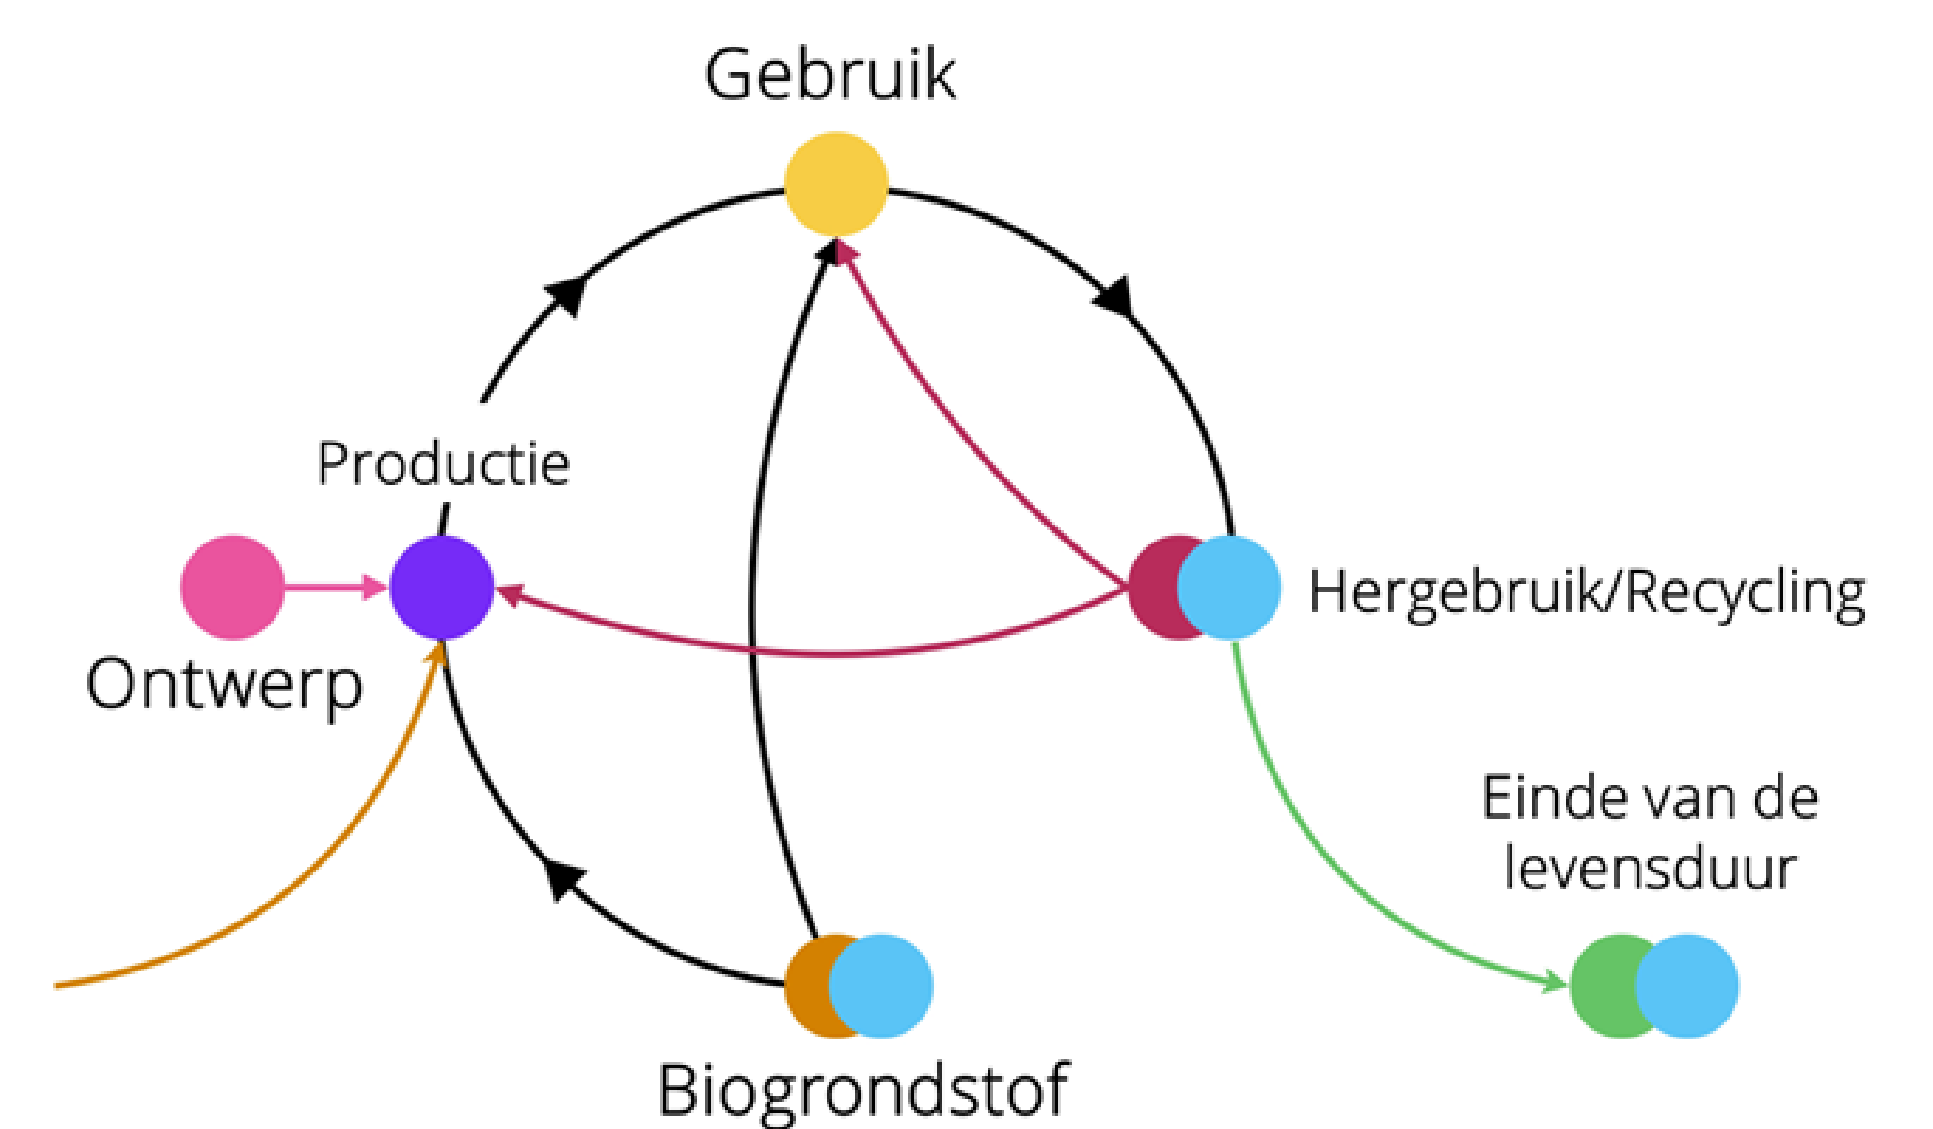 Gebruik
Productie
Ontwerp
Hergebruik/Recycling
Einde van de
levensduur
Biogrondstof